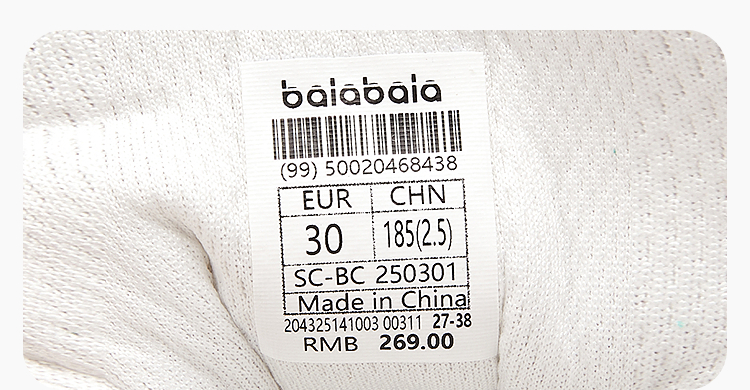 balabala
(99) 50020468438
EUR CHN
30 185(2.5)
SC-BC 250301
Made in China
204325141003 00311 27-38
RMB 269.00